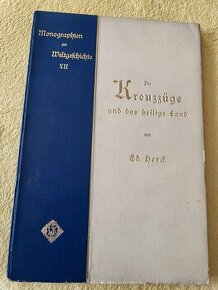 Monographien
zur
Weltgeschichte
XII
Die
Kreuzzüge
und das heilige Land
von
Ed. Heyck